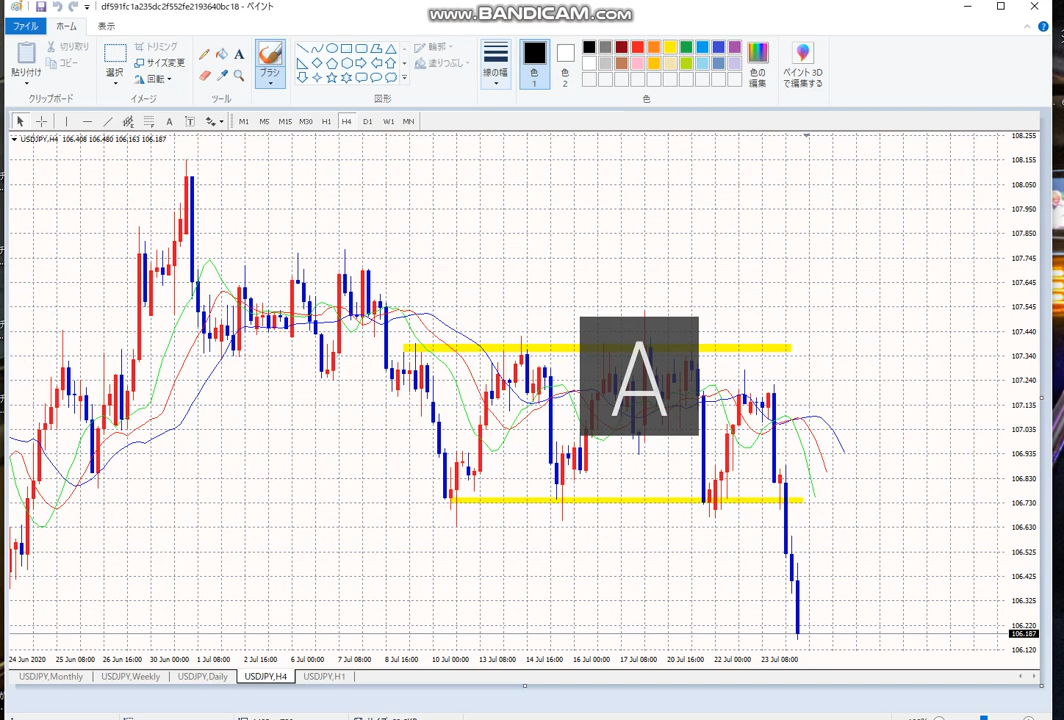 www.BANDICAM.com
df591fc1a235dc2f552fe2193640bc18 - ペイント
ファイル ホーム 表示
貼り付け 切り取り コピー
選択 トリミング サイズ変更 回転
A
ブラシ
輪郭
塗りつぶし
線の幅
色 1
色 2
色の編集
ペイント 3D で編集する
クリップボード イメージ ツール 図形 色
A T M1 M5 M15 M30 H1 H4 D1 W1 MN
USDJPY,H4 106.408 106.480 106.163 106.187
108.255
108.155
108.050
107.950
107.850
107.745
107.645
107.545
107.440
107.340
107.240
107.135
107.035
106.935
106.830
106.730
106.630
106.525
106.425
106.325
106.220
106.187
106.120
A
24 Jun 2020 25 Jun 08:00 26 Jun 16:00 30 Jun 00:00 1 Jul 08:00 2 Jul 16:00 6 Jul 00:00 7 Jul 08:00 8 Jul 16:00 10 Jul 00:00 13 Jul 08:00 14 Jul 16:00 16 Jul 00:00 17 Jul 08:00 20 Jul 16:00 22 Jul 00:00 23 Jul 08:00
USDJPY,Monthly USDJPY,Weekly USDJPY,Daily USDJPY,H4 USDJPY,H1